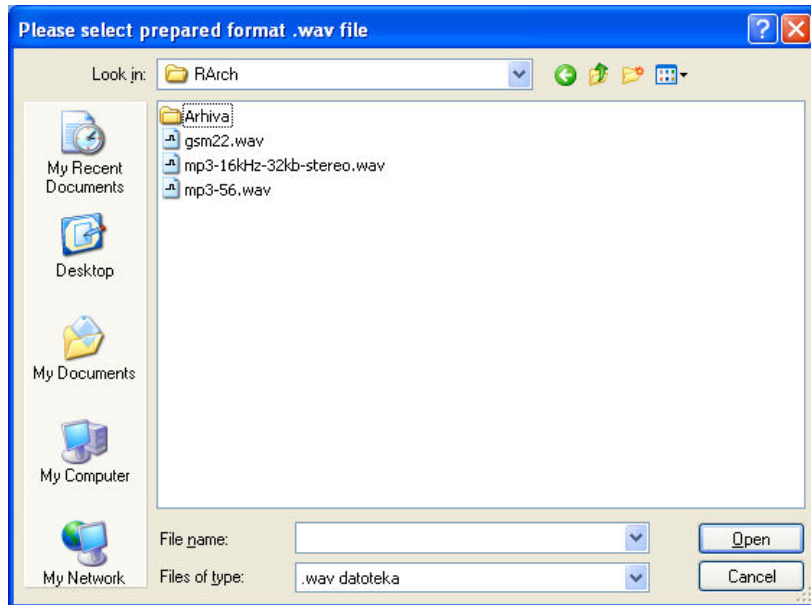 Please select prepared format .wav file
Look in: RArch
Arhiva
gsm22.wav
mp3-16kHz-32kb-stereo.wav
mp3-56.wav
My Recent
Documents
Desktop
My Documents
My Computer
My Network
File name:
Open
Files of type: .wav datoteka
Cancel